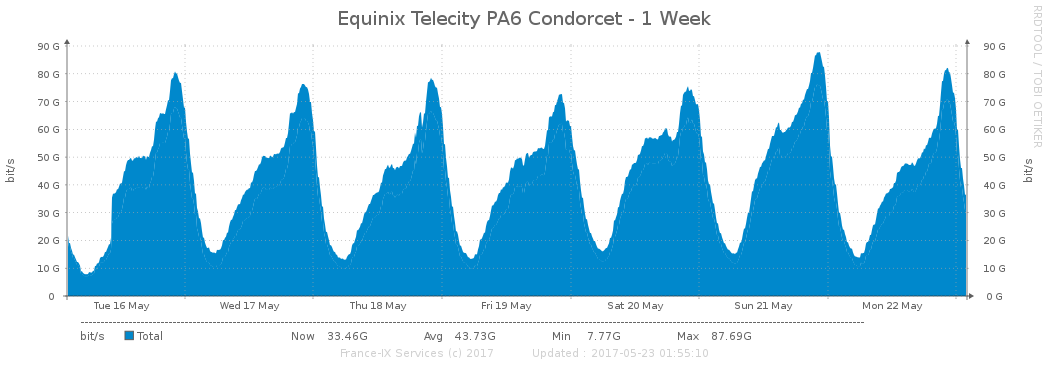 Equinix Telecity PA6 Condorcet - 1 Week
RRDTOOL / TOBI OETIKER
90 G 90 G
80 G 80 G
70 G 70 G
60 G 60 G
50 G 50 G
40 G 40 G
30 G 30 G
20 G 20 G
10 G 10 G
0 0 G
bit/s
bit/s
Tue 16 May Wed 17 May Thu 18 May Fri 19 May Sat 20 May Sun 21 May Mon 22 May
bit/s Total Now 33.46G Avg 43.73G Min 7.77G Max 87.69G
France-IX Services (c) 2017 Updated : 2017-05-23 01:55:10